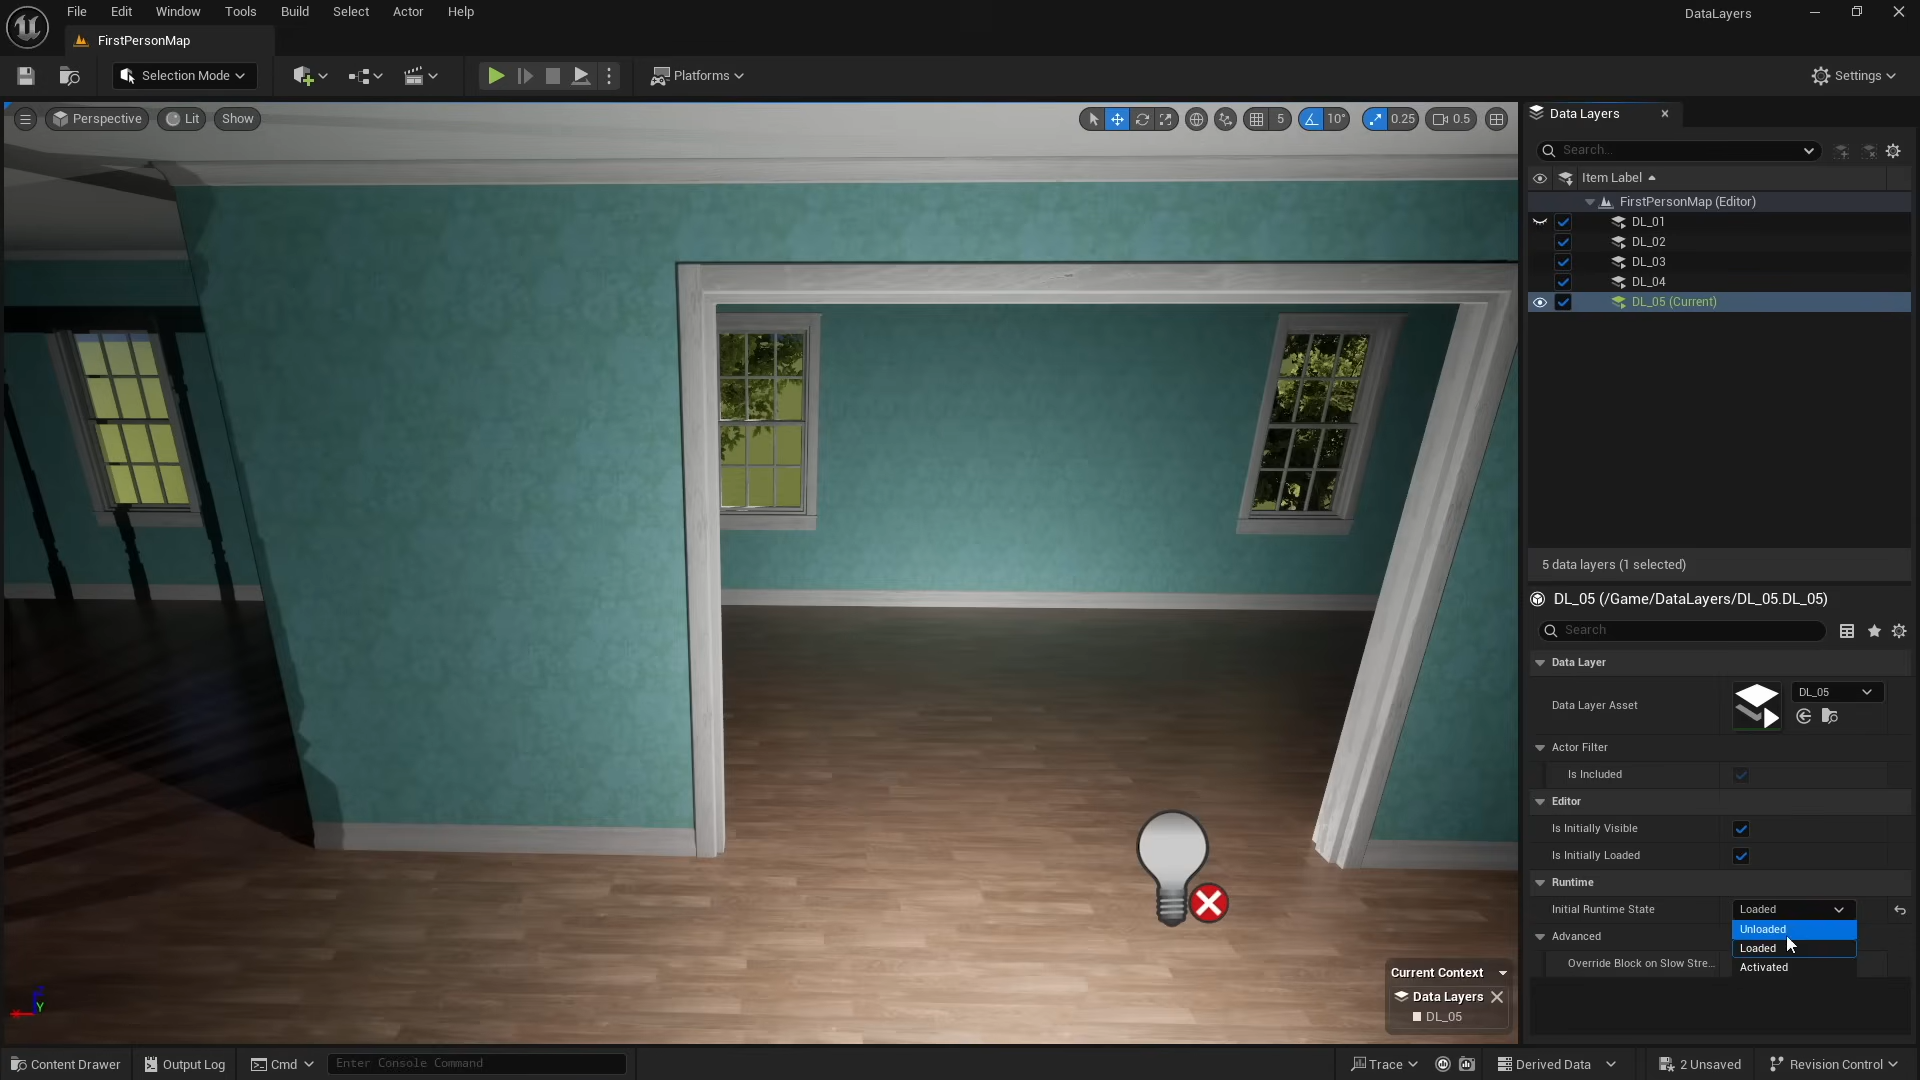 File Edit Window Tools Build Select Actor Help
DataLayers
FirstPersonMap
Selection Mode
Platforms
Settings
Perspective Lit Show
5 10° 0.25 0.5
Data Layers
Search...
Item Label
FirstPersonMap (Editor)
DL_01
DL_02
DL_03
DL_04
DL_05 (Current)
5 data layers (1 selected)
DL_05 (/Game/DataLayers/DL_05.DL_05)
Search
Data Layer
Data Layer Asset
DL_05
Actor Filter
Is Included
Editor
Is Initially Visible
Is Initially Loaded
Runtime
Initial Runtime State
Loaded
Unloaded
Loaded
Activated
Advanced
Override Block on Slow Stre...
Current Context
Data Layers
DL_05
Y
Content Drawer
Output Log
Cmd
Enter Console Command
Trace
Derived Data
2 Unsaved
Revision Control